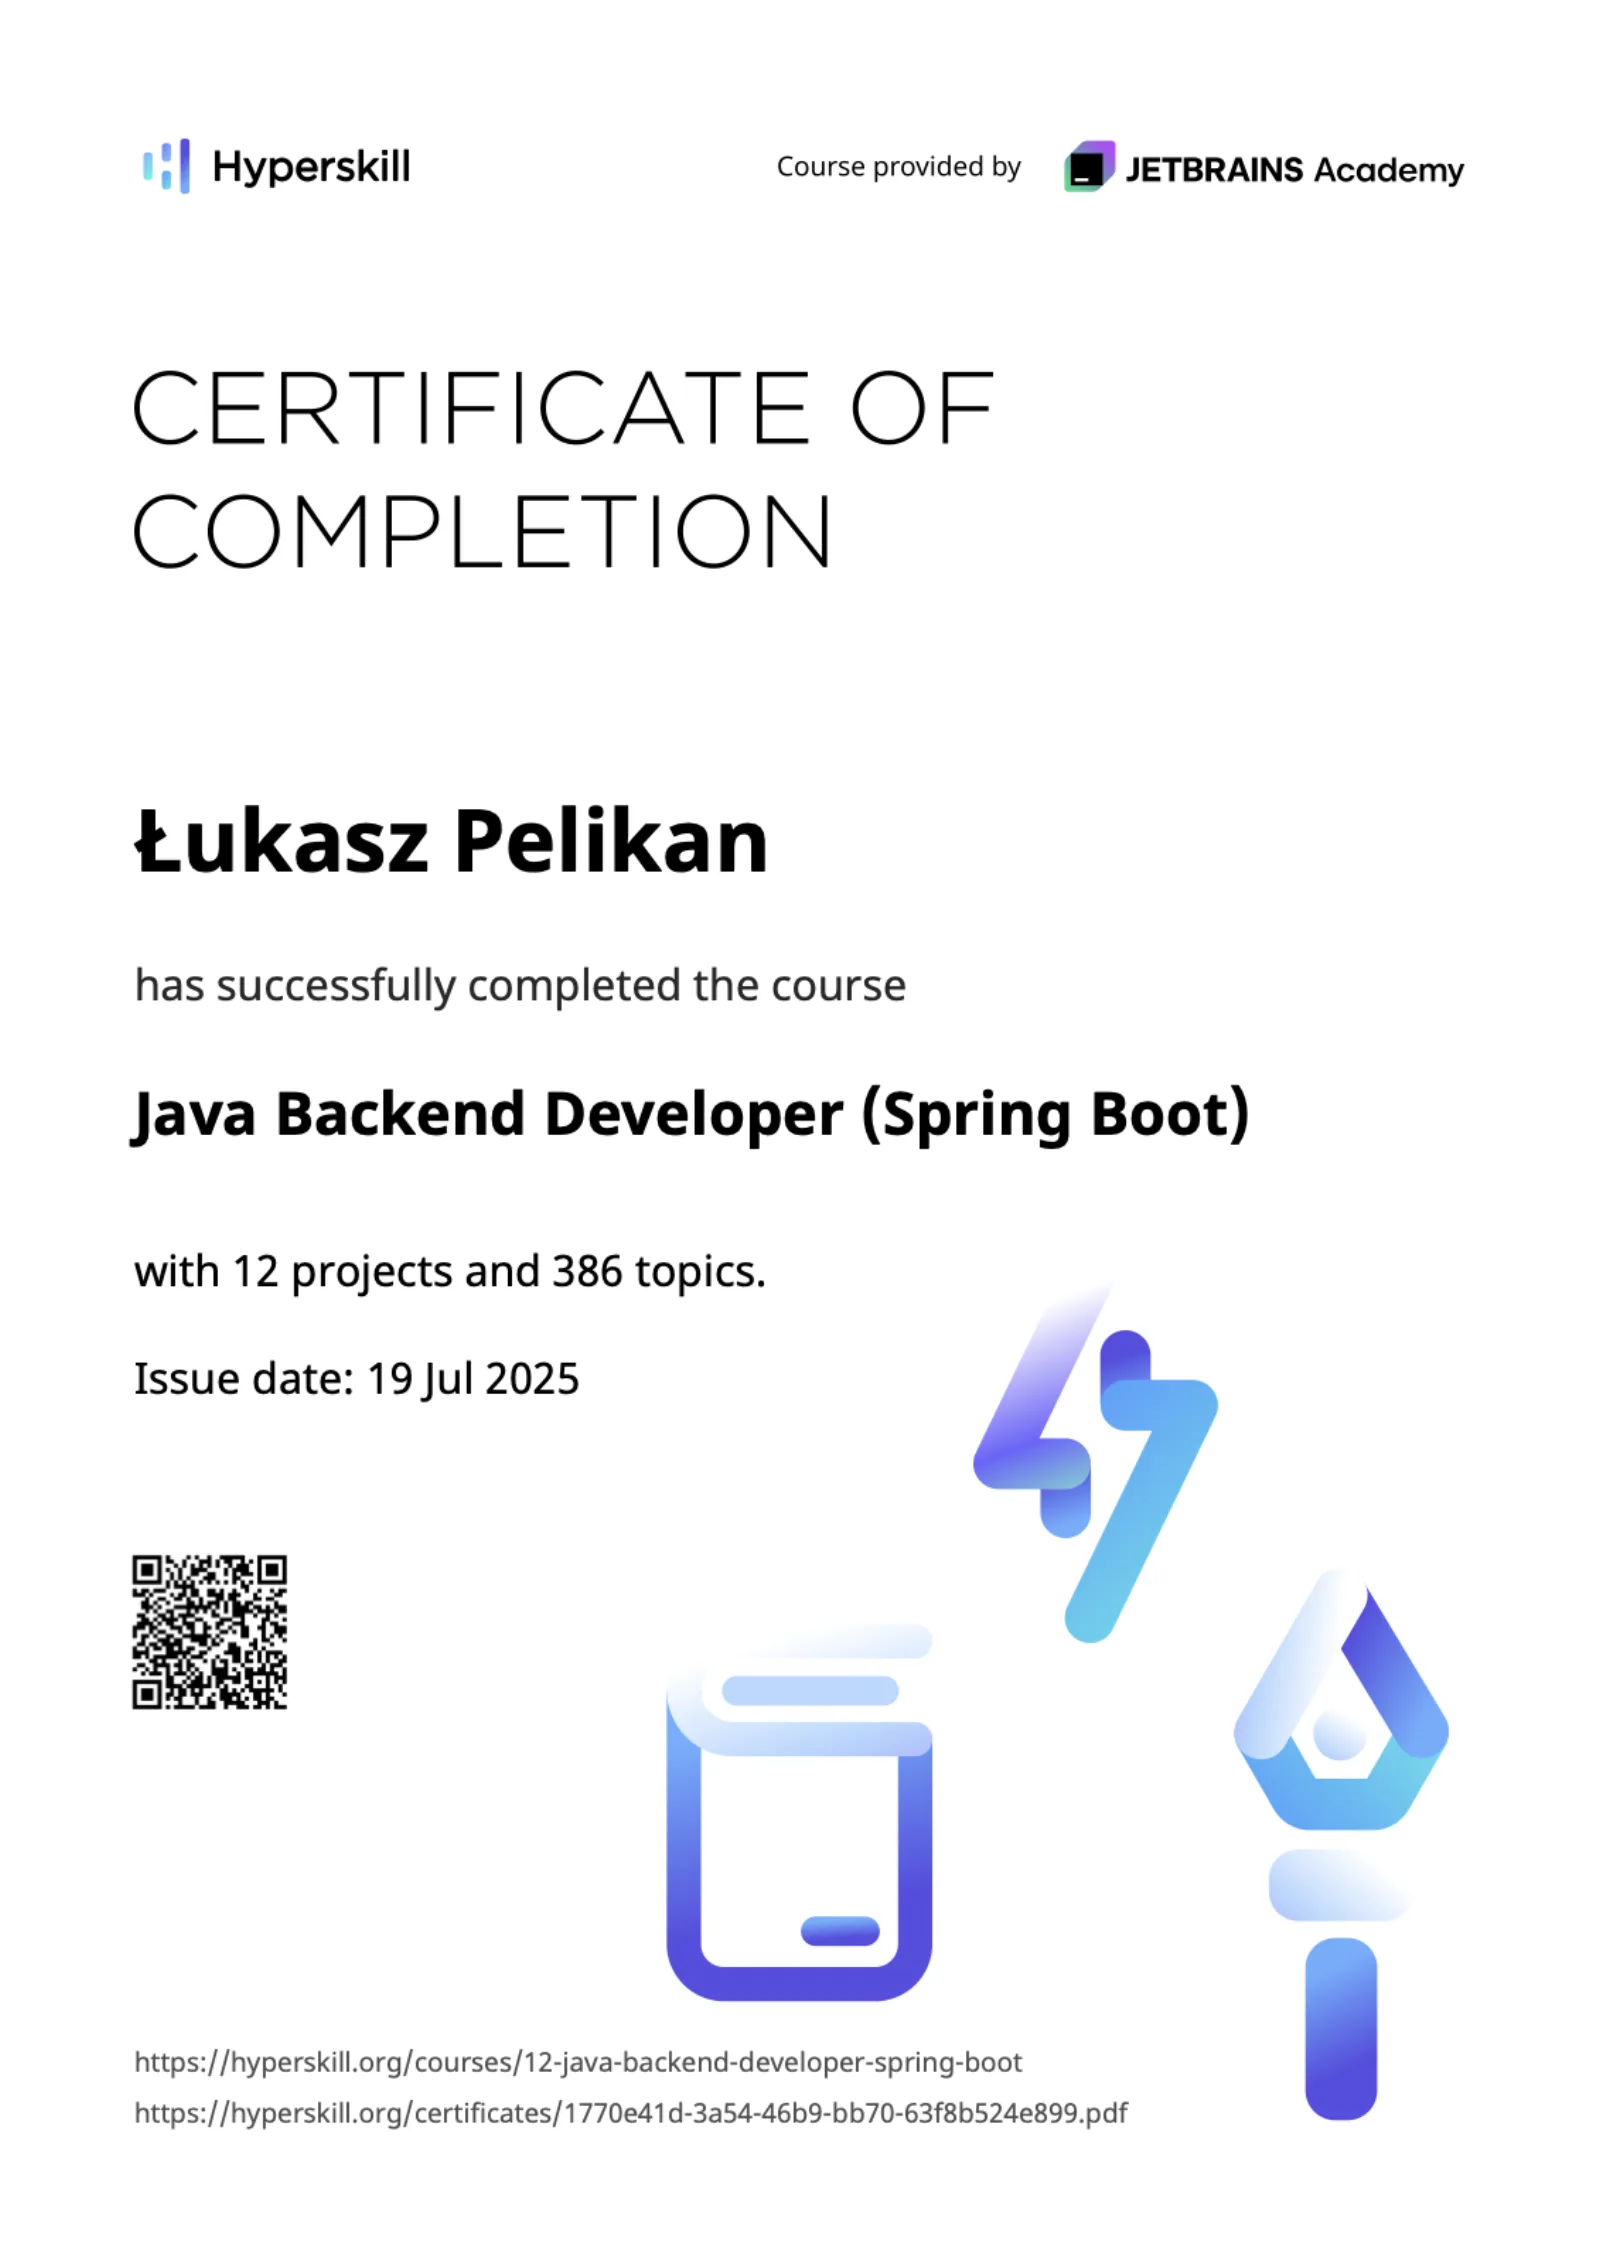 Hyperskill
Course provided by JETBRAINS Academy
CERTIFICATE OF
COMPLETION
Łukasz Pelikan
has successfully completed the course
Java Backend Developer (Spring Boot)
with 12 projects and 386 topics.
Issue date: 19 Jul 2025
https://hyperskill.org/courses/12-java-backend-developer-spring-boot
https://hyperskill.org/certificates/1770e41d-3a54-46b9-bb70-63f8b524e899.pdf